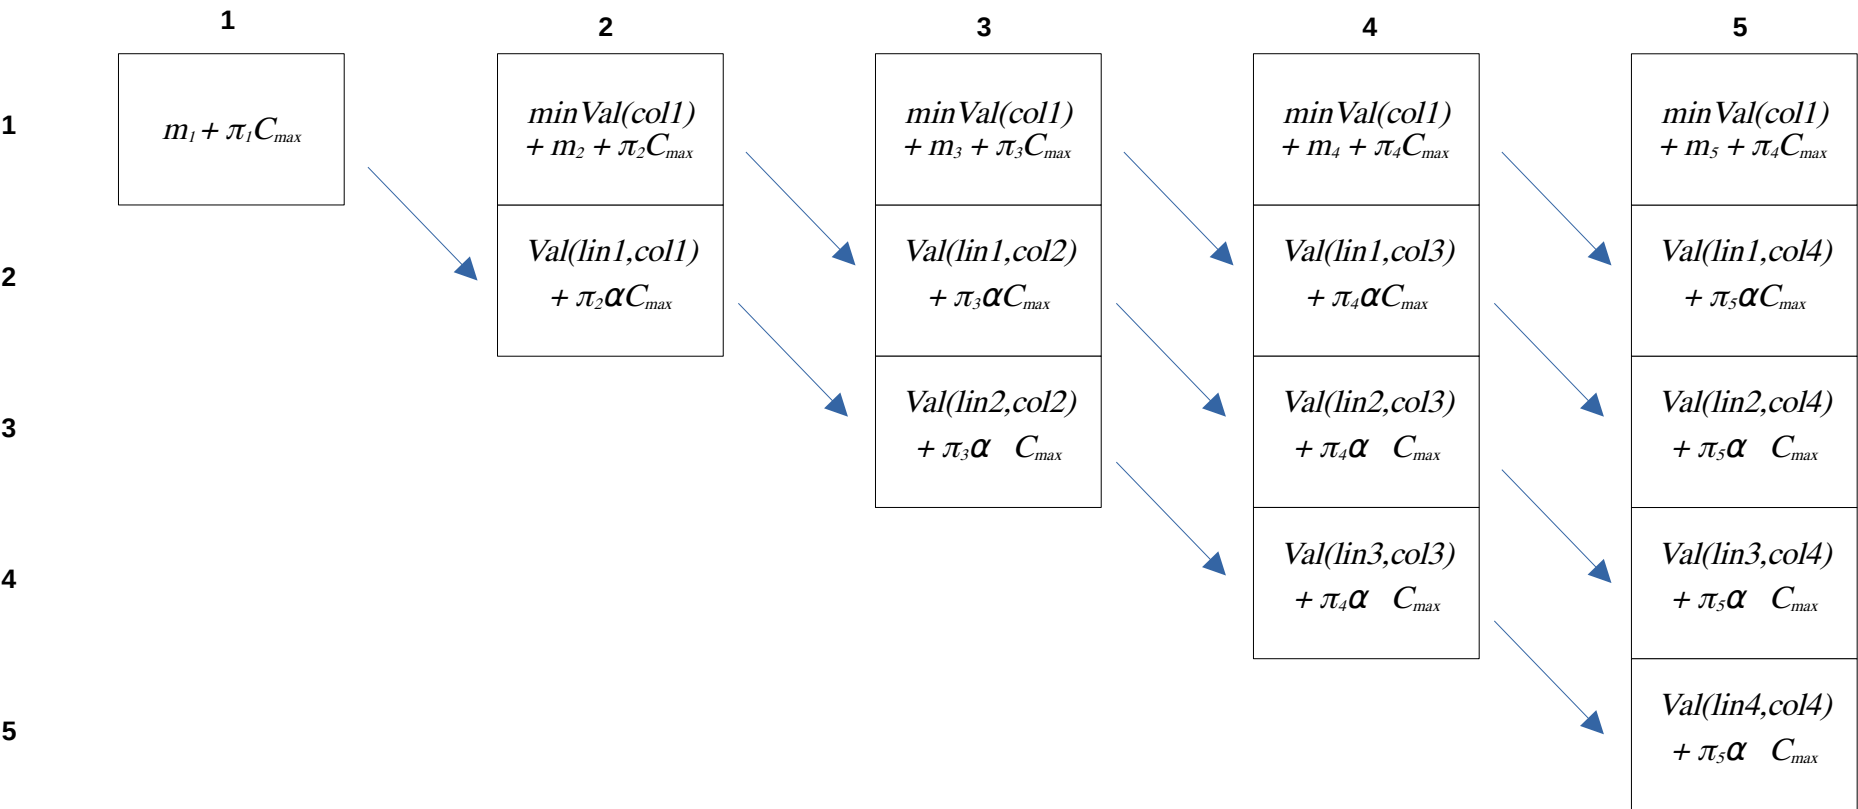 1 2 3 4 5
1
m₁ + π₁Cₘₐₓ
minVal(col1)
+ m₂ + π₂Cₘₐₓ
minVal(col1)
+ m₃ + π₃Cₘₐₓ
minVal(col1)
+ m₄ + π₄Cₘₐₓ
minVal(col1)
+ m₅ + π₄Cₘₐₓ
2
Val(lin1,col1)
+ π₂αCₘₐₓ
Val(lin1,col2)
+ π₃αCₘₐₓ
Val(lin1,col3)
+ π₄αCₘₐₓ
Val(lin1,col4)
+ π₅αCₘₐₓ
3
Val(lin2,col2)
+ π₃α Cₘₐₓ
Val(lin2,col3)
+ π₄α Cₘₐₓ
Val(lin2,col4)
+ π₅α Cₘₐₓ
4
Val(lin3,col3)
+ π₄α Cₘₐₓ
Val(lin3,col4)
+ π₅α Cₘₐₓ
5
Val(lin4,col4)
+ π₅α Cₘₐₓ